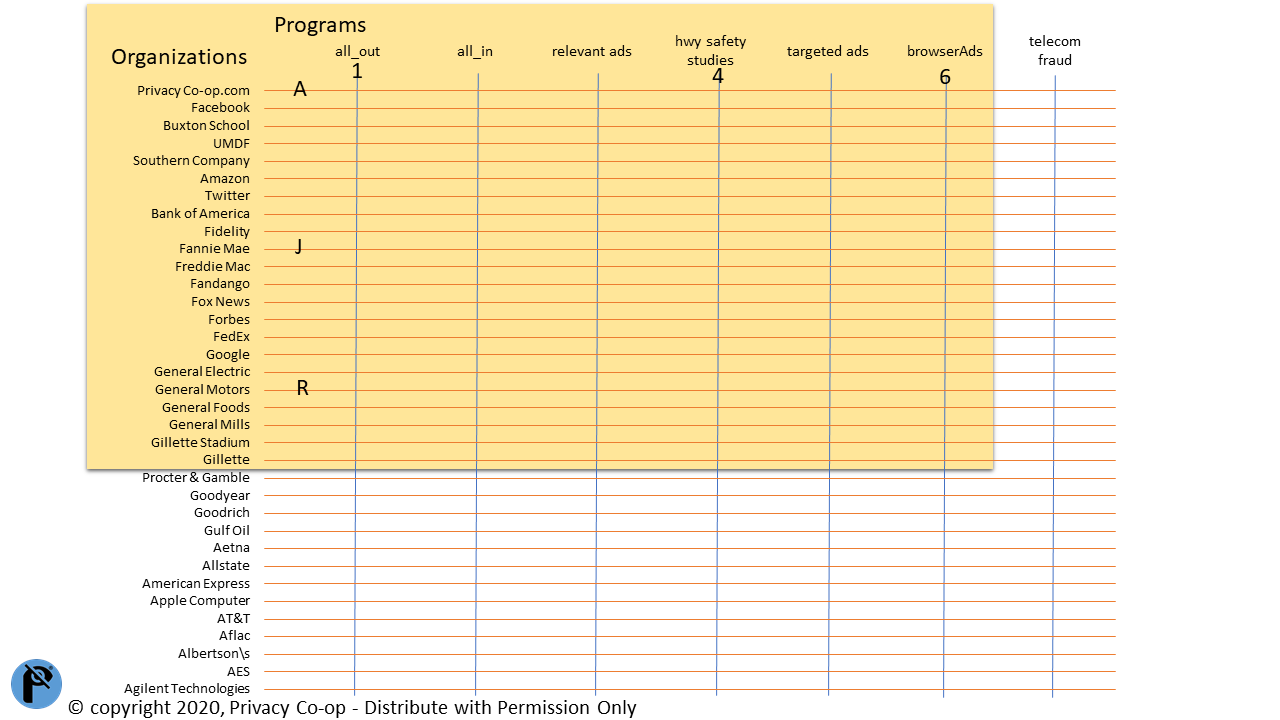 Programs
Organizations
all_out
all_in
relevant ads
hwy safety
studies
targeted ads
browserAds
telecom
fraud
1
4
6
Privacy Co-op.com
A
Facebook
Buxton School
UMDF
Southern Company
Amazon
Twitter
Bank of America
Fidelity
Fannie Mae
J
Freddie Mac
Fandango
Fox News
Forbes
FedEx
Google
General Electric
General Motors
R
General Foods
General Mills
Gillette Stadium
Gillette
Procter & Gamble
Goodyear
Goodrich
Gulf Oil
Aetna
Allstate
American Express
Apple Computer
AT&T
Aflac
Albertson\s
AES
Agilent Technologies
© copyright 2020, Privacy Co-op - Distribute with Permission Only